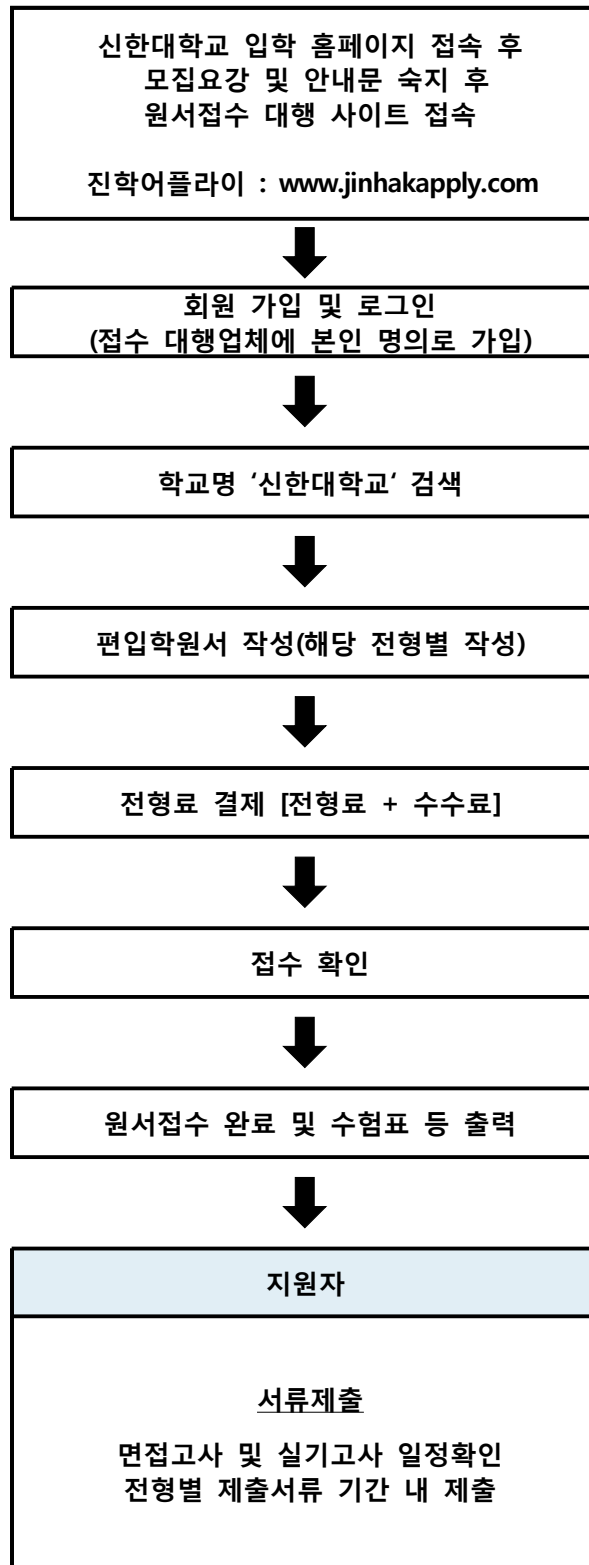 신한대학교 입학 홈페이지 접속 후
모집요강 및 안내문 숙지 후
원서접수 대행 사이트 접속
진학어플라이 : www.jinhakapply.com
회원 가입 및 로그인
(접수 대행업체에 본인 명의로 가입)
학교명 ‘신한대학교‘ 검색
편입학원서 작성(해당 전형별 작성)
전형료 결제 [전형료 + 수수료]
접수 확인
원서접수 완료 및 수험표 등 출력
지원자
서류제출
면접고사 및 실기고사 일정확인
전형별 제출서류 기간 내 제출